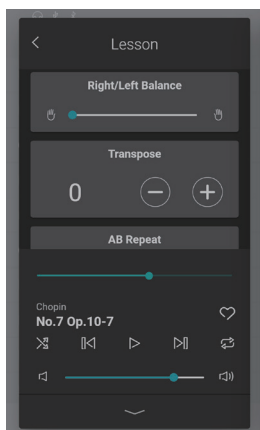 Lesson
Right/Left Balance
Transpose
0
AB Repeat
Chopin
No.7 Op.10-7